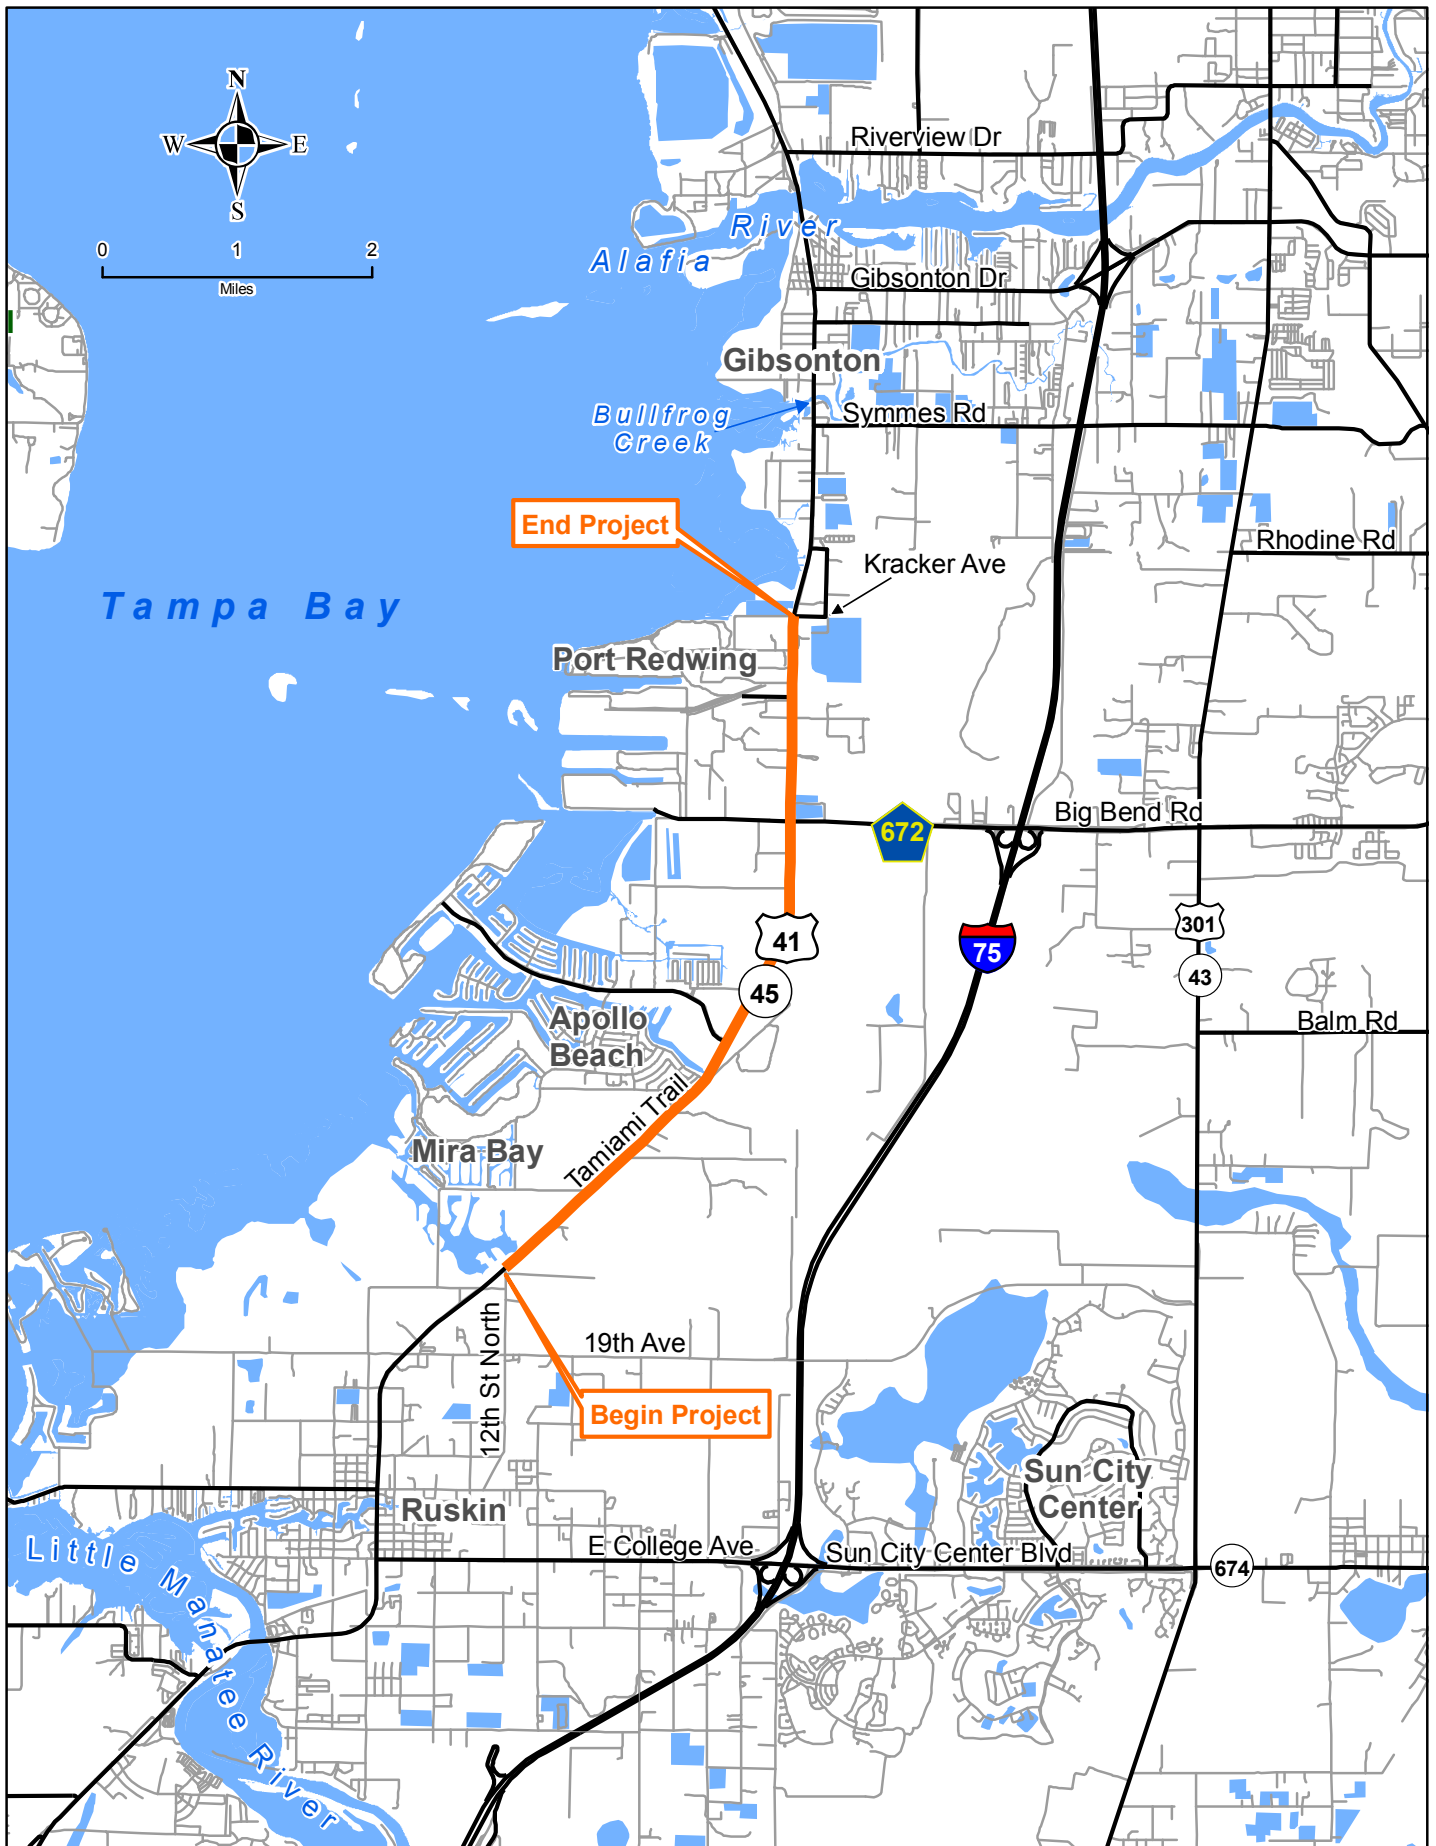 N
W E
S
0 1 2
Miles
Riverview Dr
River
Alafia
Gibsonton Dr
Gibsonton
Bullfrog
Creek
Symmes Rd
End Project
Rhodine Rd
Kracker Ave
Tampa Bay
Port Redwing
Big Bend Rd
672
301
41
75
43
45
Apollo
Beach
Balm Rd
Tamiami Trail
Mira Bay
12th St North
19th Ave
Begin Project
Sun City
Center
Ruskin
E College Ave
Sun City Center Blvd
674
Little Manatee River